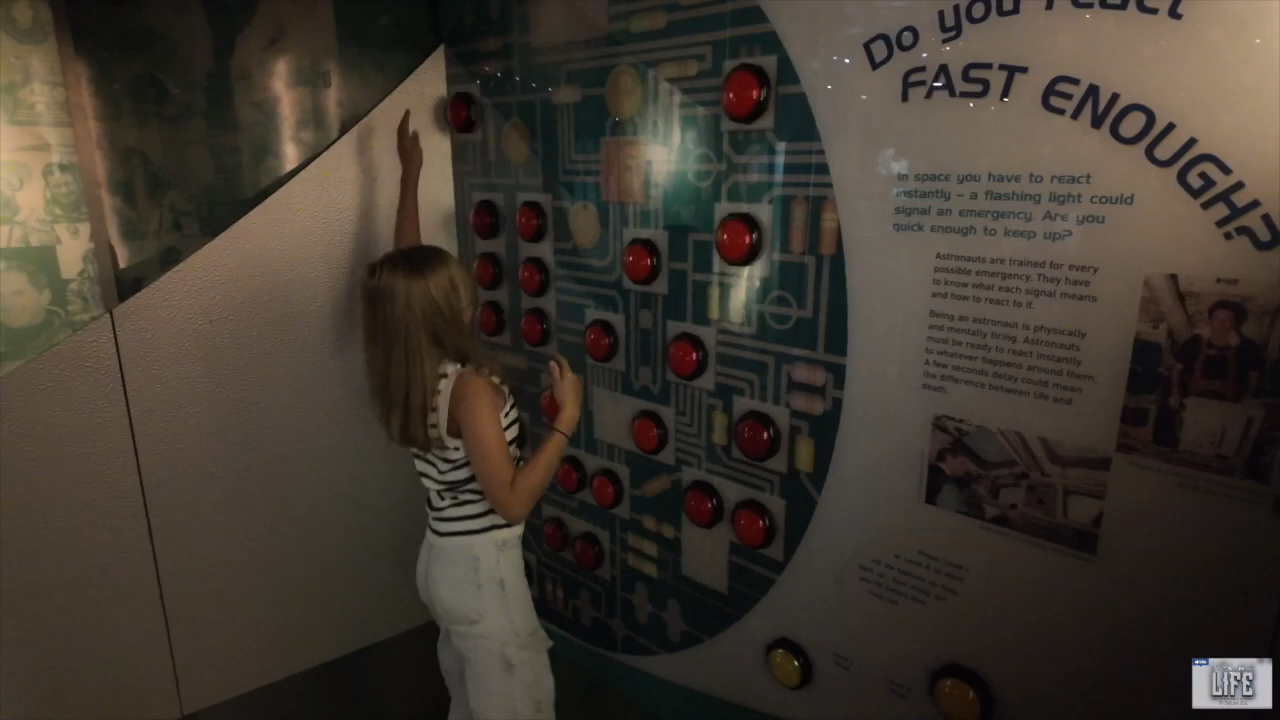 Do you react
FAST ENOUGH?
In space you have to react
instantly – a flashing light could
signal an emergency. Are you
quick enough to keep up?
Astronauts are trained for every
possible emergency. They have
to know what each signal means
and how to react to it.
Being an astronaut is physically
and mentally tiring. Astronauts
must be ready to react instantly
to whatever happens around them.
A few seconds delay could mean
the difference between life and
death.
LIFE